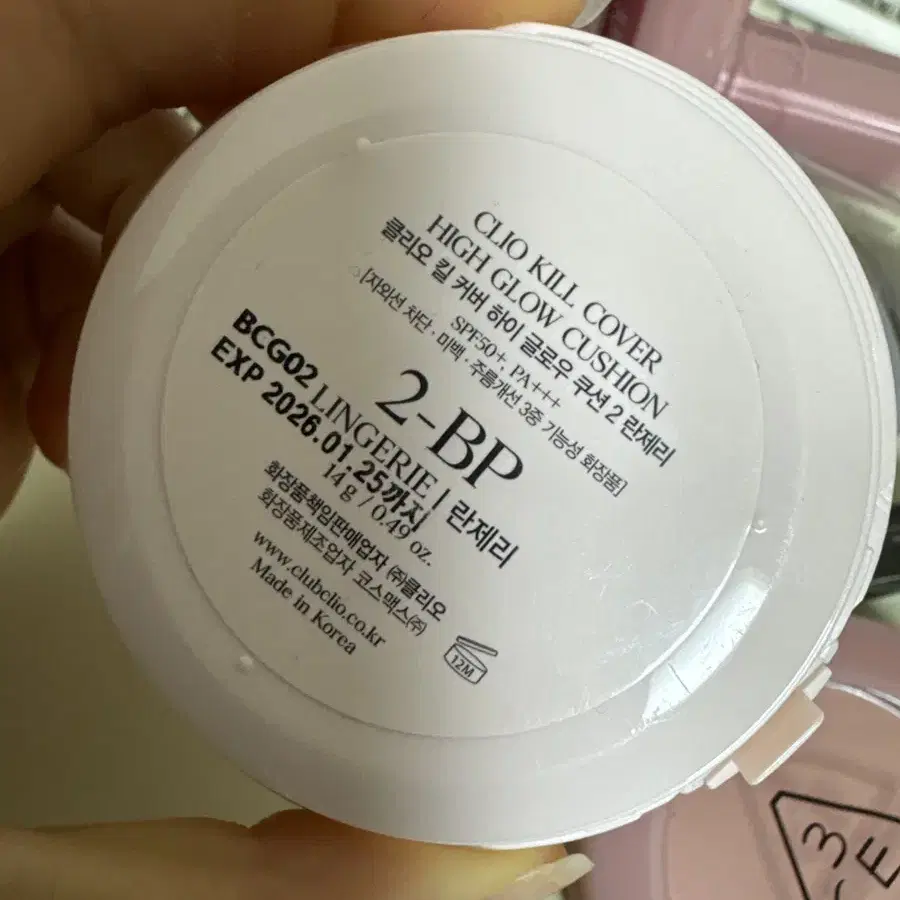 CLIO KILL COVER
HIGH GLOW CUSHION
클리오 킬 커버 하이 글로우 쿠션 2 란제리
SPF50+, PA+++
[자외선 차단 · 미백 · 주름개선 3중 기능성 화장품]
2-BP
LINGERIE | 란제리
BCG02
EXP 2026.01.25까지
14 g / 0.49 oz.
화장품책임판매업자 ㈜클리오
화장품제조업자 코스맥스㈜
www.clubclio.co.kr
Made in Korea
12M
3
CE